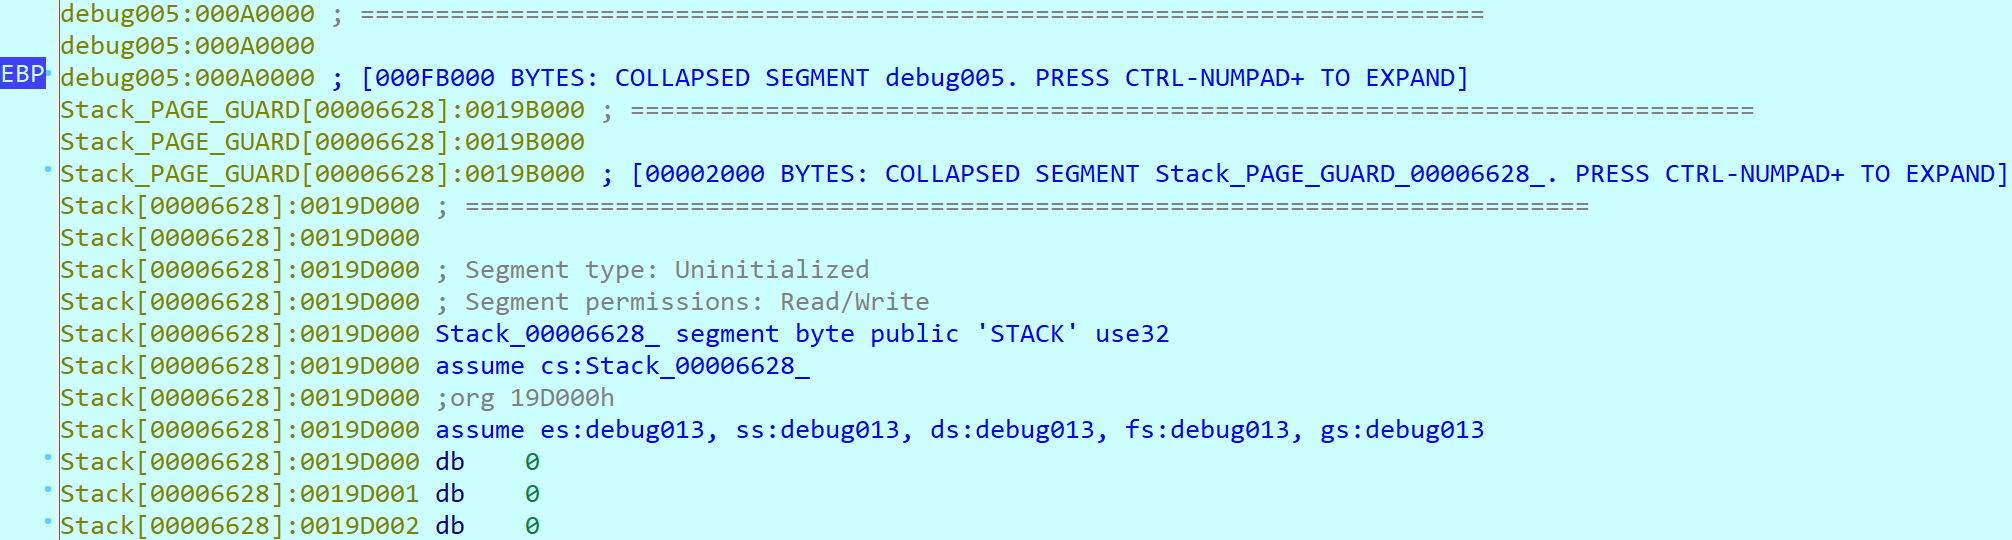 debug005:000A0000 ; ===========================================================================
debug005:000A0000
EBP debug005:000A0000 ; [000FB000 BYTES: COLLAPSED SEGMENT debug005. PRESS CTRL-NUMPAD+ TO EXPAND]
Stack_PAGE_GUARD[00006628]:0019B000 ; ===========================================================================
Stack_PAGE_GUARD[00006628]:0019B000
Stack_PAGE_GUARD[00006628]:0019B000 ; [00002000 BYTES: COLLAPSED SEGMENT Stack_PAGE_GUARD_00006628_. PRESS CTRL-NUMPAD+ TO EXPAND]
Stack[00006628]:0019D000 ; ===========================================================================
Stack[00006628]:0019D000
Stack[00006628]:0019D000 ; Segment type: Uninitialized
Stack[00006628]:0019D000 ; Segment permissions: Read/Write
Stack[00006628]:0019D000 Stack_00006628_ segment byte public 'STACK' use32
Stack[00006628]:0019D000 assume cs:Stack_00006628_
Stack[00006628]:0019D000 ;org 19D000h
Stack[00006628]:0019D000 assume es:debug013, ss:debug013, ds:debug013, fs:debug013, gs:debug013
Stack[00006628]:0019D000 db    0
Stack[00006628]:0019D001 db    0
Stack[00006628]:0019D002 db    0